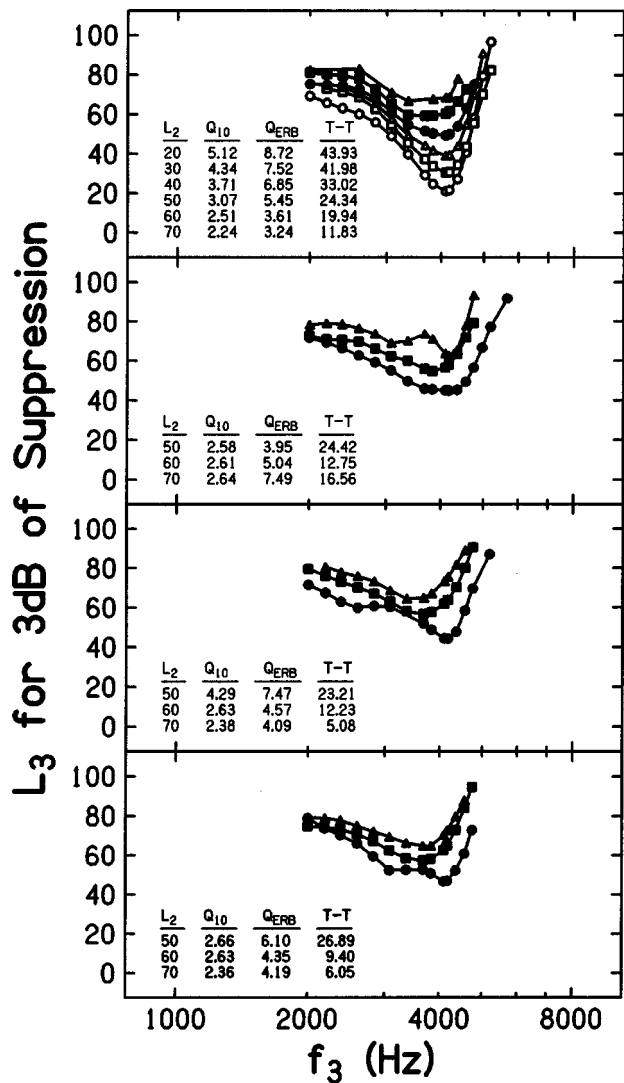 L3 for 3dB of Suppression
100
80
60
40
20
0
L2 Q10 QERB T-T
20 5.12 8.72 43.93
30 4.34 7.52 41.98
40 3.71 6.85 33.02
50 3.07 5.45 24.34
60 2.51 3.61 19.94
70 2.24 3.24 11.83
100
80
60
40
20
0
L2 Q10 QERB T-T
50 2.58 3.95 24.42
60 2.61 5.04 12.75
70 2.64 7.49 16.56
100
80
60
40
20
0
L2 Q10 QERB T-T
50 4.29 7.47 23.21
60 2.63 4.57 12.23
70 2.38 4.09 5.08
100
80
60
40
20
0
L2 Q10 QERB T-T
50 2.66 6.10 26.89
60 2.63 4.35 9.40
70 2.36 4.19 6.05
1000 2000 4000 8000
f3 (Hz)